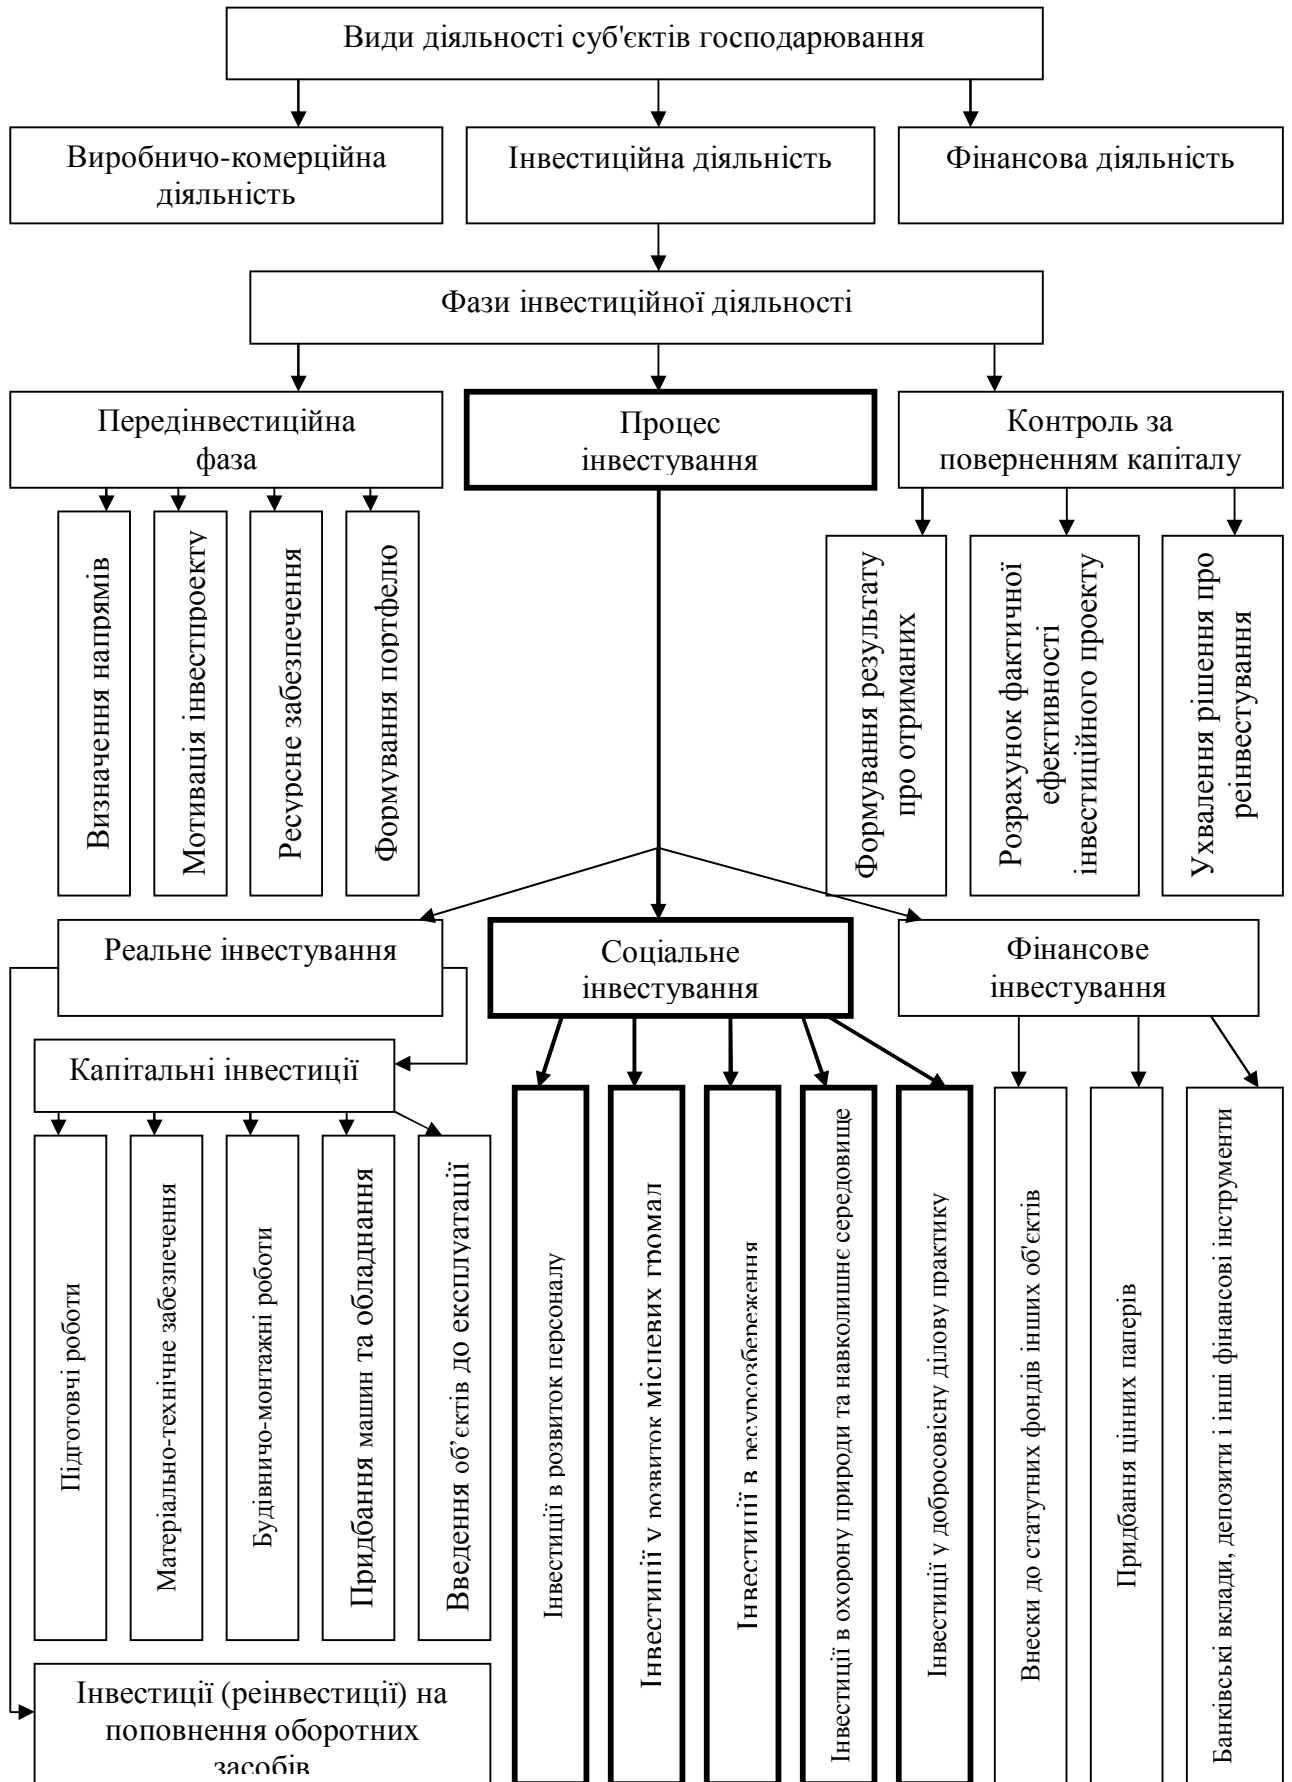 Види діяльності суб'єктів господарювання
Виробничо-комерційна
діяльність
Інвестиційна діяльність
Фінансова діяльність
Фази інвестиційної діяльності
Передінвестиційна
фаза
Процес
інвестування
Контроль за
поверненням капіталу
Визначення напрямів
Мотивація інвестпроекту
Ресурсне забезпечення
Формування портфелю
Формування результату
про отриманих
Розрахунок фактичної
ефективності
інвестиційного проекту
Ухвалення рішення про
реінвестування
Реальне інвестування
Соціальне
інвестування
Фінансове
інвестування
Капітальні інвестиції
Підготовчі роботи
Матеріально-технічне забезпечення
Будівничо-монтажні роботи
Придбання машин та обладнання
Введення об’єктів до експлуатації
Інвестиції в розвиток персоналу
Інвестиції у розвиток місцевих громад
Інвестиції в ресурсозбереження
Інвестиції в охорону природи та навколишнє середовище
Інвестиції у добросовісну ділову практику
Внески до статутних фондів інших об'єктів
Придбання цінних паперів
Банківські вклади, депозити і інші фінансові інструменти
Інвестиції (реінвестиції) на
поповнення оборотних
засобів